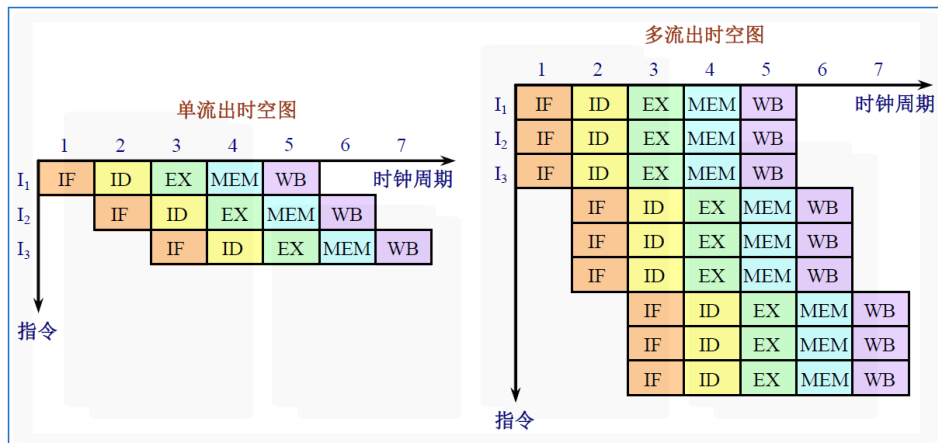 单流出时空图
1 2 3 4 5 6 7
时钟周期
I1 IF ID EX MEM WB
I2 IF ID EX MEM WB
I3 IF ID EX MEM WB
指令
多流出时空图
1 2 3 4 5 6 7
时钟周期
I1 IF ID EX MEM WB
I2 IF ID EX MEM WB
I3 IF ID EX MEM WB
IF ID EX MEM WB
IF ID EX MEM WB
IF ID EX MEM WB
IF ID EX MEM WB
IF ID EX MEM WB
IF ID EX MEM WB
指令